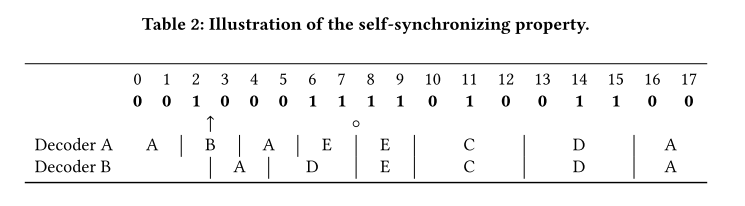 Table 2: Illustration of the self-synchronizing property.
0 1 2 3 4 5 6 7 8 9 10 11 12 13 14 15 16 17
0 0 1 0 0 0 1 1 1 1 0 1 0 0 1 1 0 0
↑ ○
Decoder A A | B | A | E | E | C | D | A
Decoder B | A | D | E | C | D | A